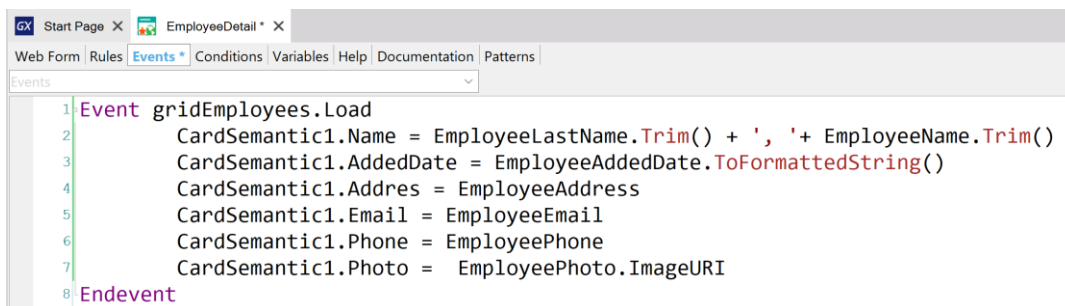 GX Start Page X EmployeeDetail * X
Web Form Rules Events * Conditions Variables Help Documentation Patterns
Events
1 Event gridEmployees.Load
2 CardSemantic1.Name = EmployeeLastName.Trim() + ', '+ EmployeeName.Trim()
3 CardSemantic1.AddedDate = EmployeeAddedDate.ToFormattedString()
4 CardSemantic1.Addres = EmployeeAddress
5 CardSemantic1.Email = EmployeeEmail
6 CardSemantic1.Phone = EmployeePhone
7 CardSemantic1.Photo =  EmployeePhoto.ImageURI
8 Endevent